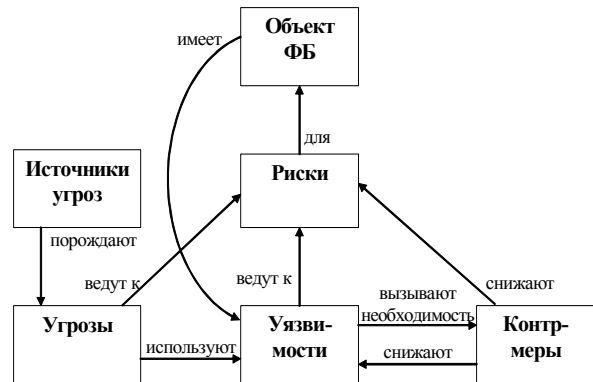 имеет
Объект
ФБ
для
Источники
угроз
Риски
порождают
ведут к
ведут к
вызывают
необходимость
снижают
Угрозы
используют
Уязви-
мости
снижают
Контр-
меры